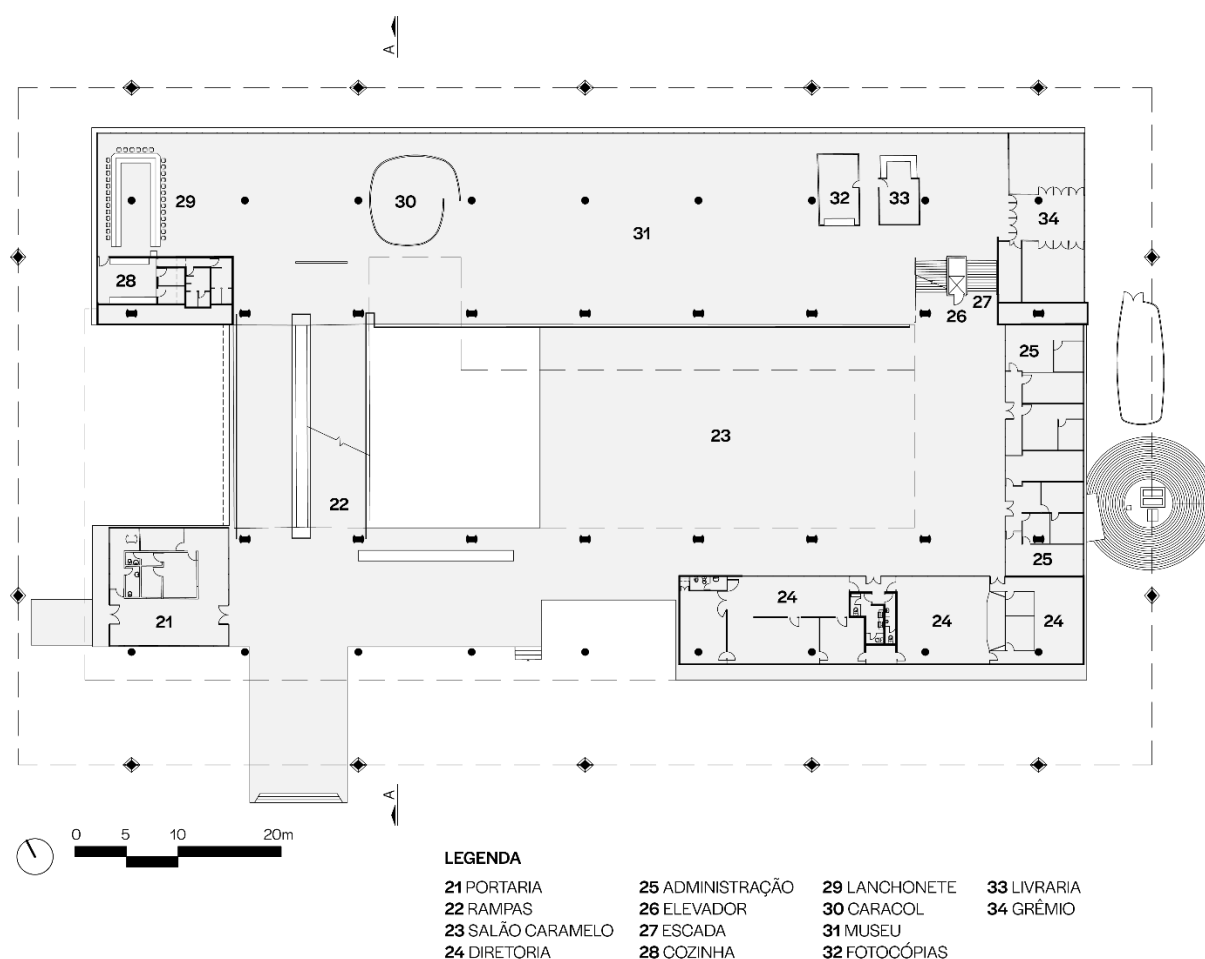 A
29
30
32
33
31
34
28
27
26
25
23
22
25
24
21
24
24
A
0 5 10 20m
LEGENDA
21 PORTARIA
22 RAMPAS
23 SALÃO CARAMELO
24 DIRETORIA
25 ADMINISTRAÇÃO
26 ELEVADOR
27 ESCADA
28 COZINHA
29 LANCHONETE
30 CARACOL
31 MUSEU
32 FOTOCÓPIAS
33 LIVRARIA
34 GRÊMIO